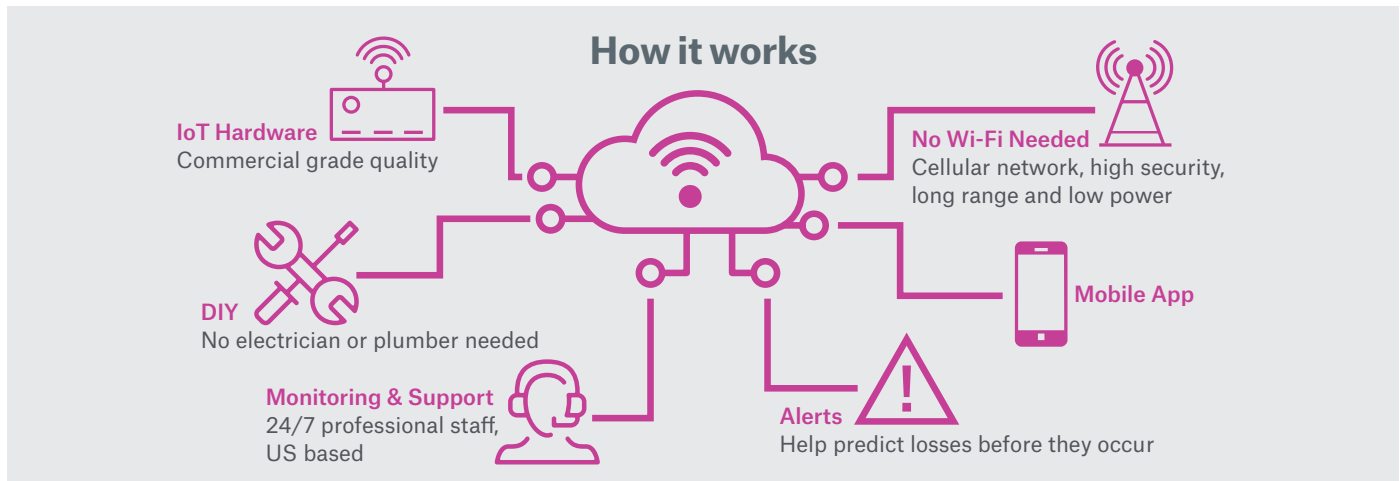 How it works
IoT Hardware
Commercial grade quality
No Wi-Fi Needed
Cellular network, high security,
long range and low power
DIY
No electrician or plumber needed
Mobile App
Monitoring & Support
24/7 professional staff,
US based
Alerts
Help predict losses before they occur